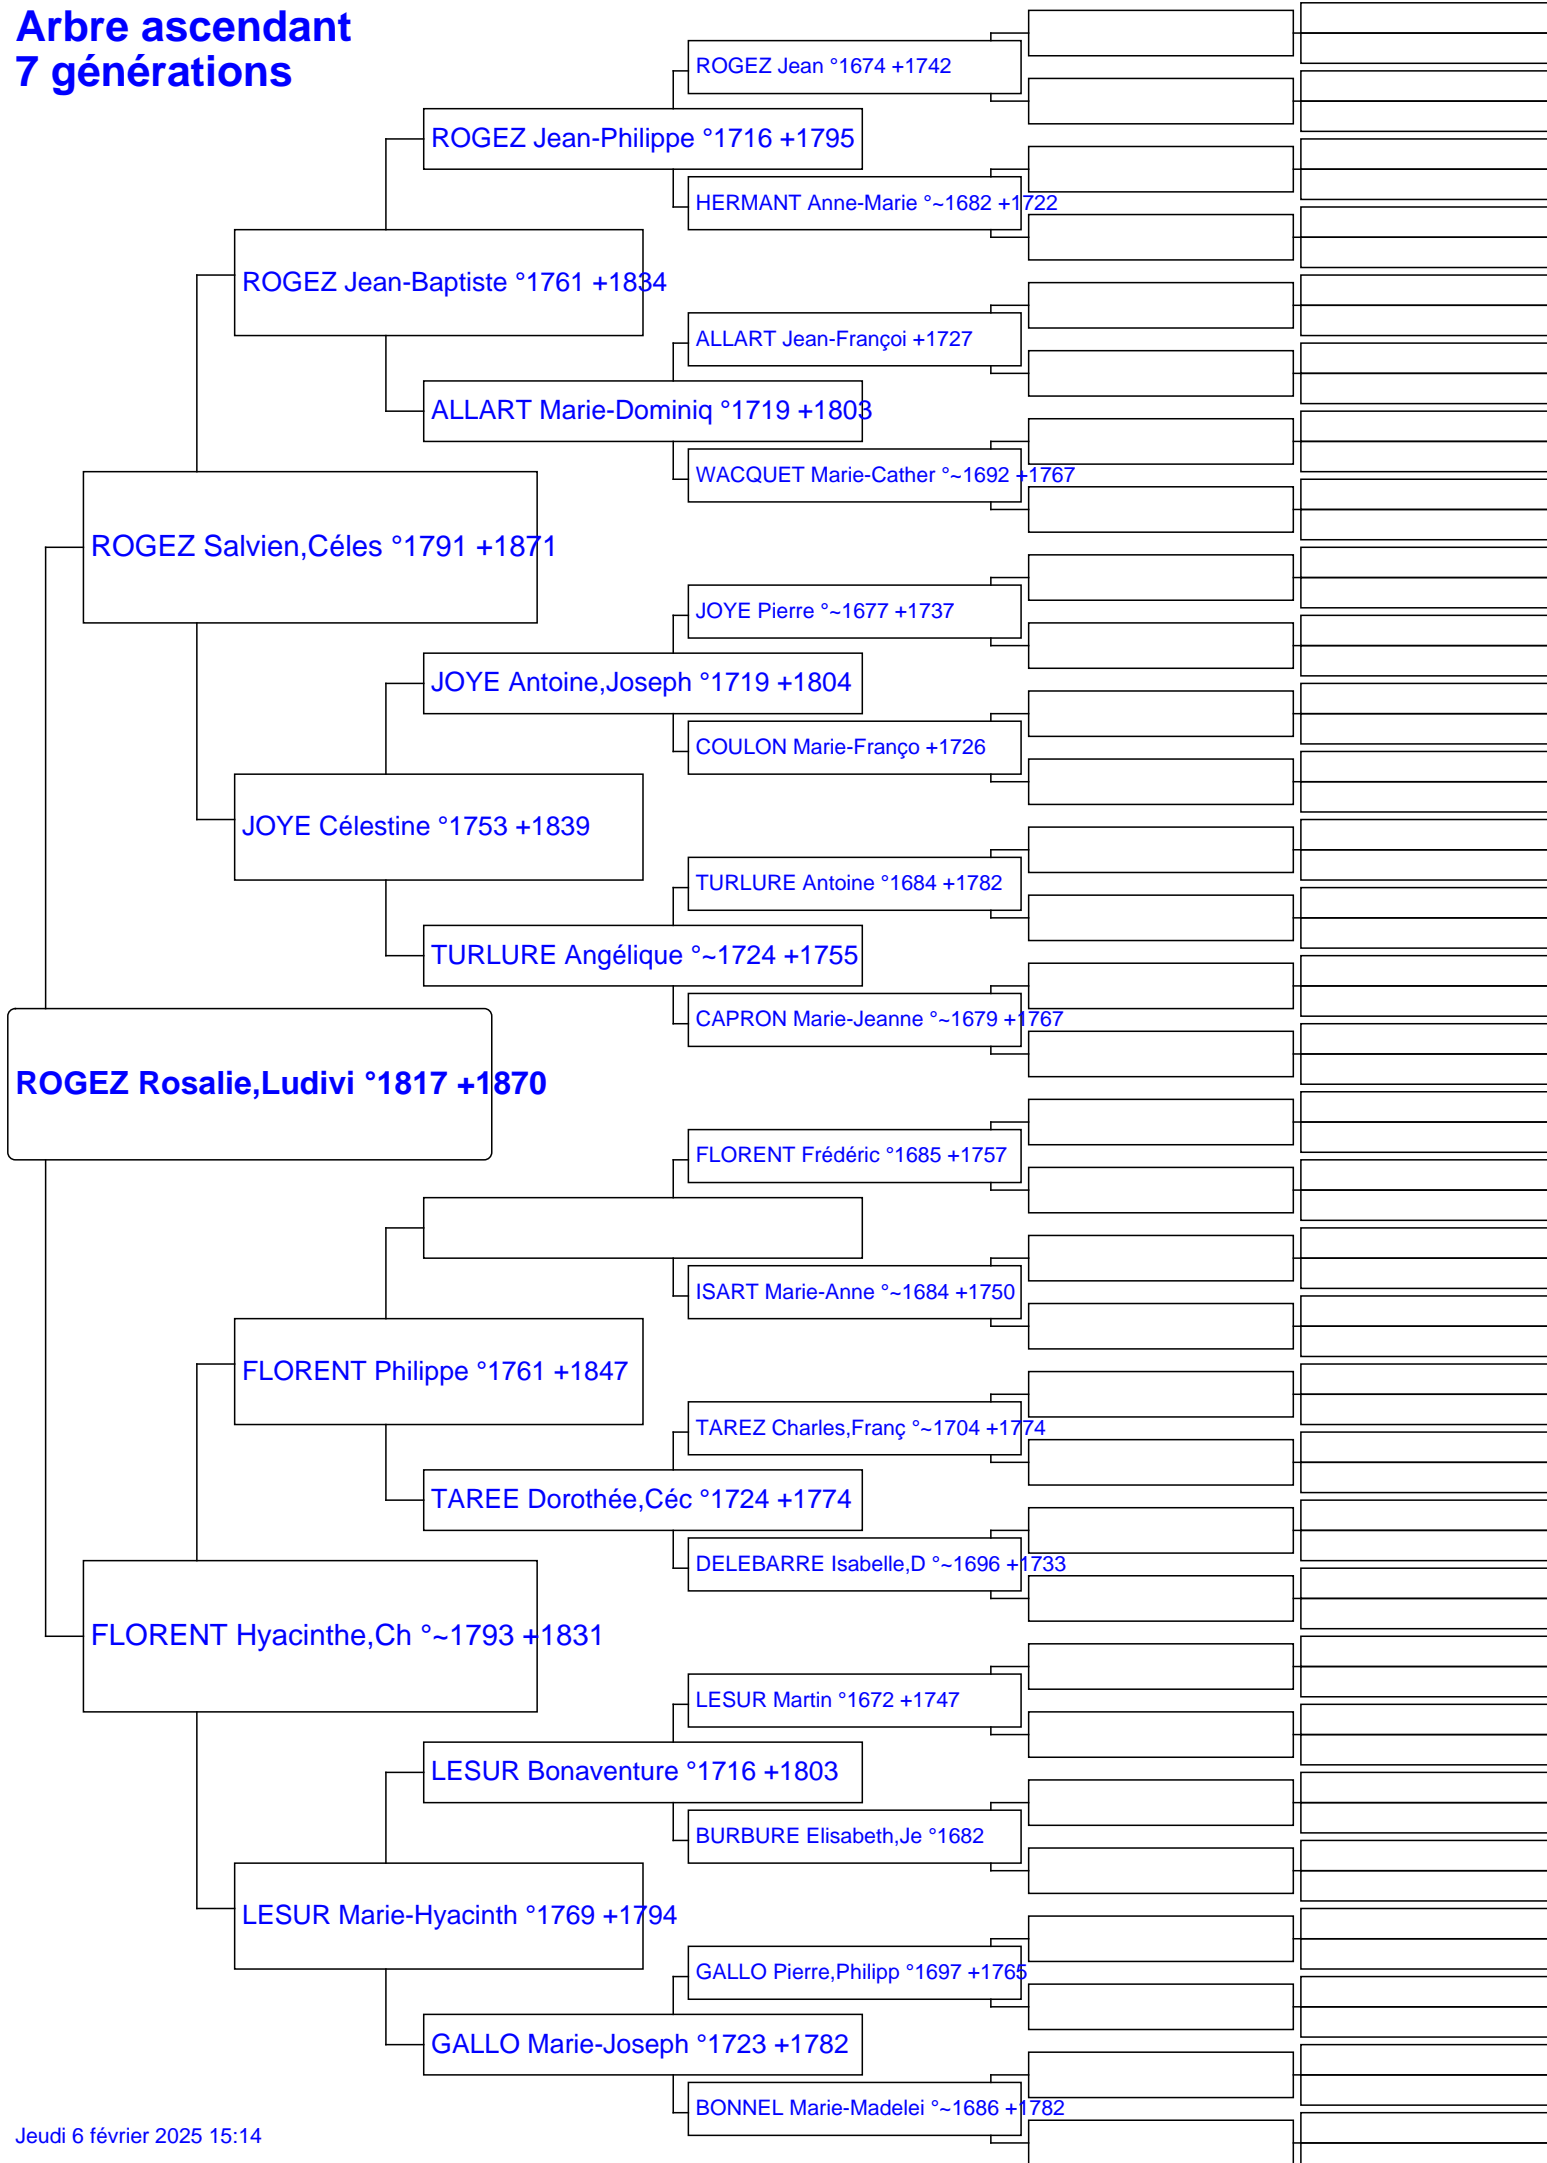 Arbre ascendant
7 générations
ROGEZ Jean °1674 +1742
ROGEZ Jean-Philippe °1716 +1795
HERMANT Anne-Marie °~1682 +1722
ROGEZ Jean-Baptiste °1761 +1834
ALLART Jean-Françoi +1727
ALLART Marie-Dominiq °1719 +1803
WACQUET Marie-Cather °~1692 +1767
ROGEZ Salvien,Céles °1791 +1871
JOYE Pierre °~1677 +1737
JOYE Antoine,Joseph °1719 +1804
COULON Marie-Franço +1726
JOYE Célestine °1753 +1839
TURLURE Antoine °1684 +1782
TURLURE Angélique °~1724 +1755
CAPRON Marie-Jeanne °~1679 +1767
ROGEZ Rosalie,Ludivi °1817 +1870
FLORENT Frédéric °1685 +1757
ISART Marie-Anne °~1684 +1750
FLORENT Philippe °1761 +1847
TAREZ Charles,Franç °~1704 +1774
TAREE Dorothée,Céc °1724 +1774
DELEBARRE Isabelle,D °~1696 +1733
FLORENT Hyacinthe,Ch °~1793 +1831
LESUR Martin °1672 +1747
LESUR Bonaventure °1716 +1803
BURBURE Elisabeth,Je °1682
LESUR Marie-Hyacinth °1769 +1794
GALLO Pierre,Philipp °1697 +1765
GALLO Marie-Joseph °1723 +1782
BONNEL Marie-Madelei °~1686 +1782
Jeudi 6 février 2025 15:14